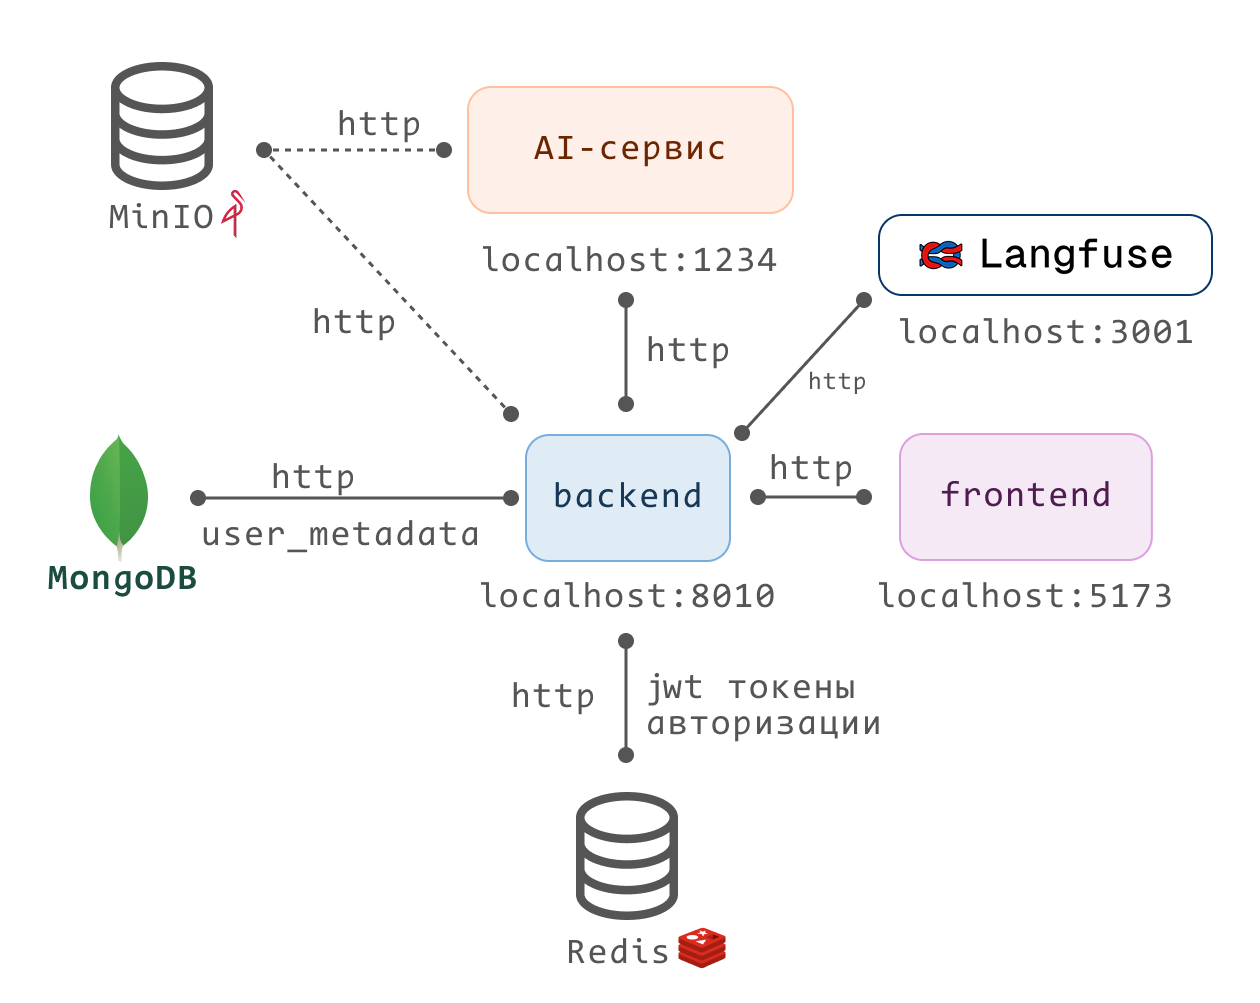 http
AI-сервис
MinIO
localhost:1234
Langfuse
http
http
localhost:3001
http
http
http
backend
frontend
user_metadata
MongoDB
localhost:8010
localhost:5173
http
jwt токены
авторизации
Redis